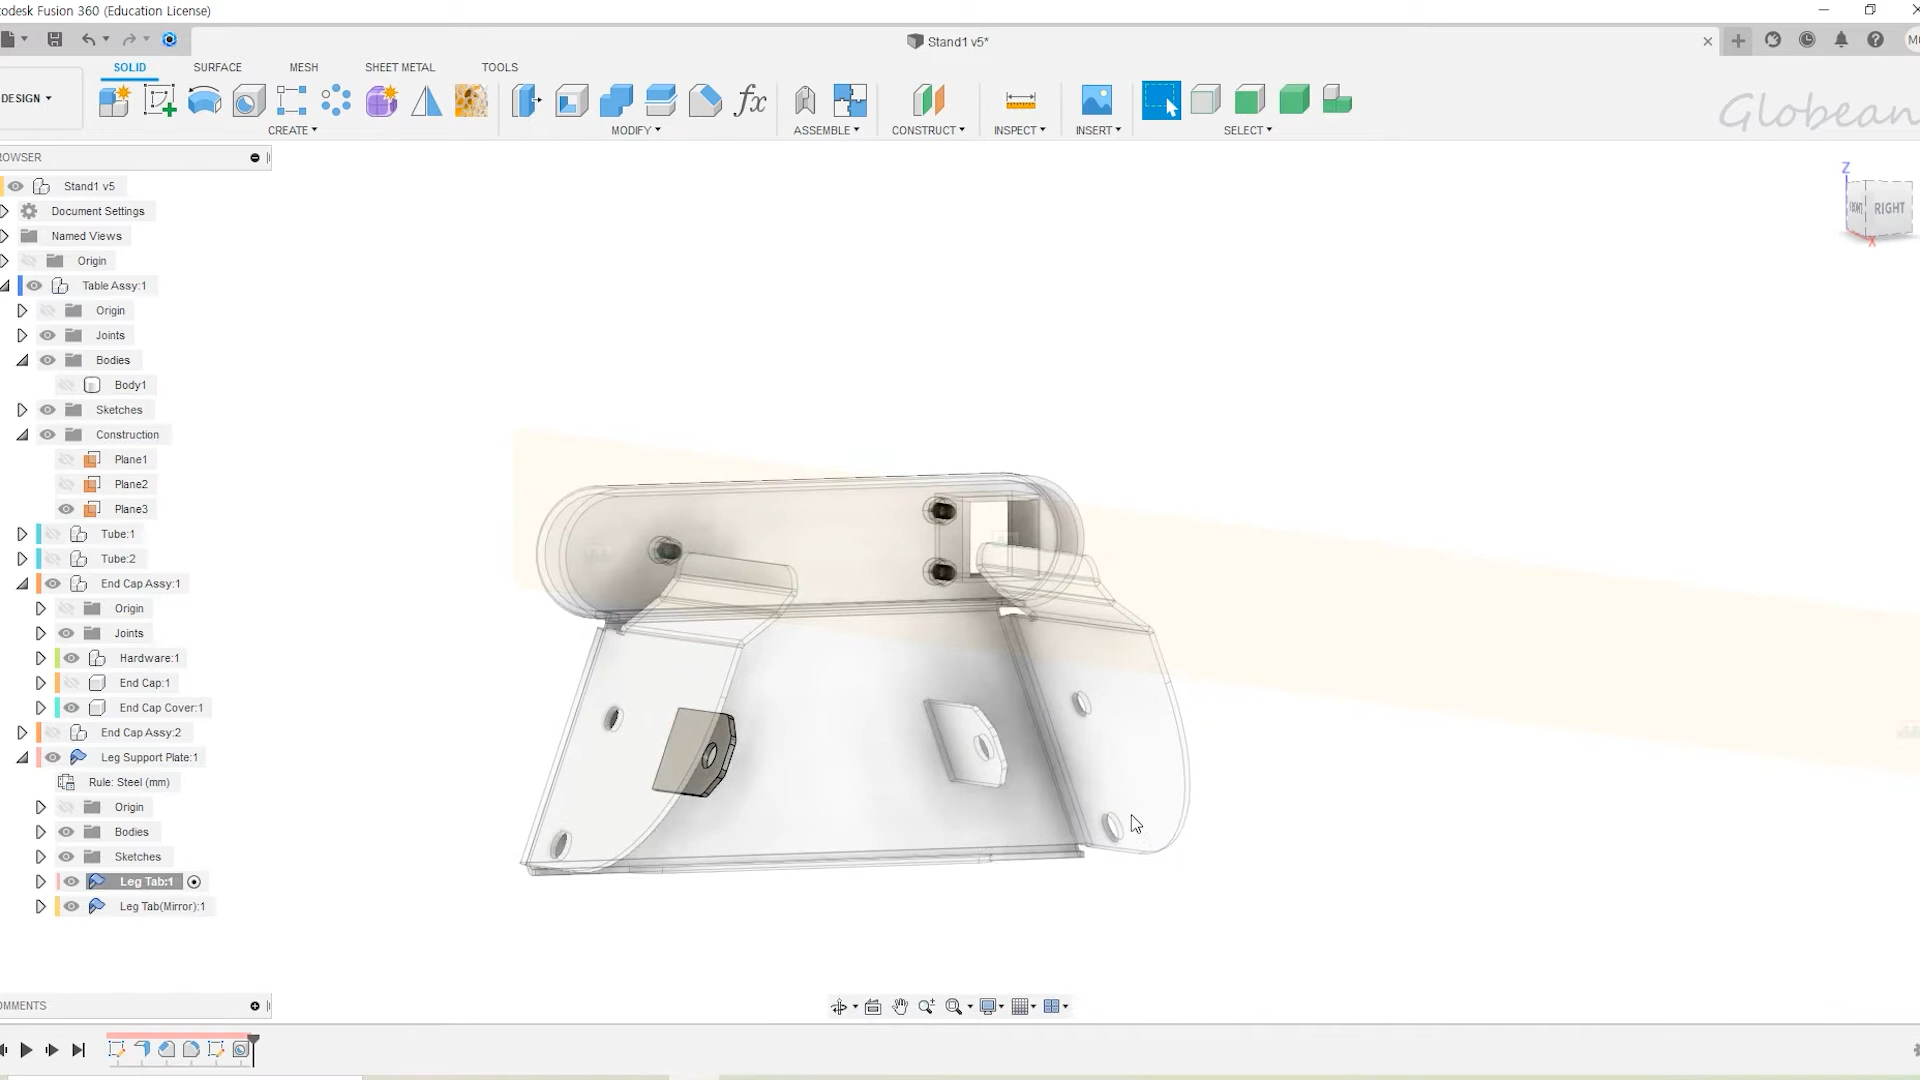 todesk Fusion 360 (Education License)
Stand1 v5*
SOLID SURFACE MESH SHEET METAL TOOLS
DESIGN
CREATE MODIFY ASSEMBLE CONSTRUCT INSPECT INSERT SELECT
Globean
ROWSER
Stand1 v5
Document Settings
Named Views
Origin
Table Assy:1
Origin
Joints
Bodies
Body1
Sketches
Construction
Plane1
Plane2
Plane3
Tube:1
Tube:2
End Cap Assy:1
Origin
Joints
Hardware:1
End Cap:1
End Cap Cover:1
End Cap Assy:2
Leg Support Plate:1
Rule: Steel (mm)
Origin
Bodies
Sketches
Leg Tab:1
Leg Tab(Mirror):1
Z
FRONT RIGHT
X
OMMENTS